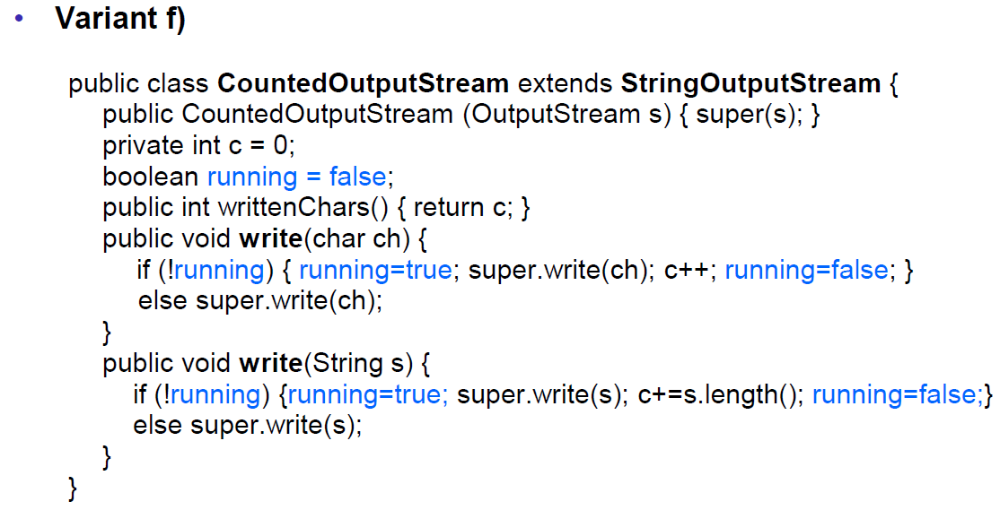 • Variant f)
public class CountedOutputStream extends StringOutputStream {
public CountedOutputStream (OutputStream s) { super(s); }
private int c = 0;
boolean running = false;
public int writtenChars() { return c; }
public void write(char ch) {
if (!running) { running=true; super.write(ch); c++; running=false; }
else super.write(ch);
}
public void write(String s) {
if (!running) {running=true; super.write(s); c+=s.length(); running=false;}
else super.write(s);
}
}